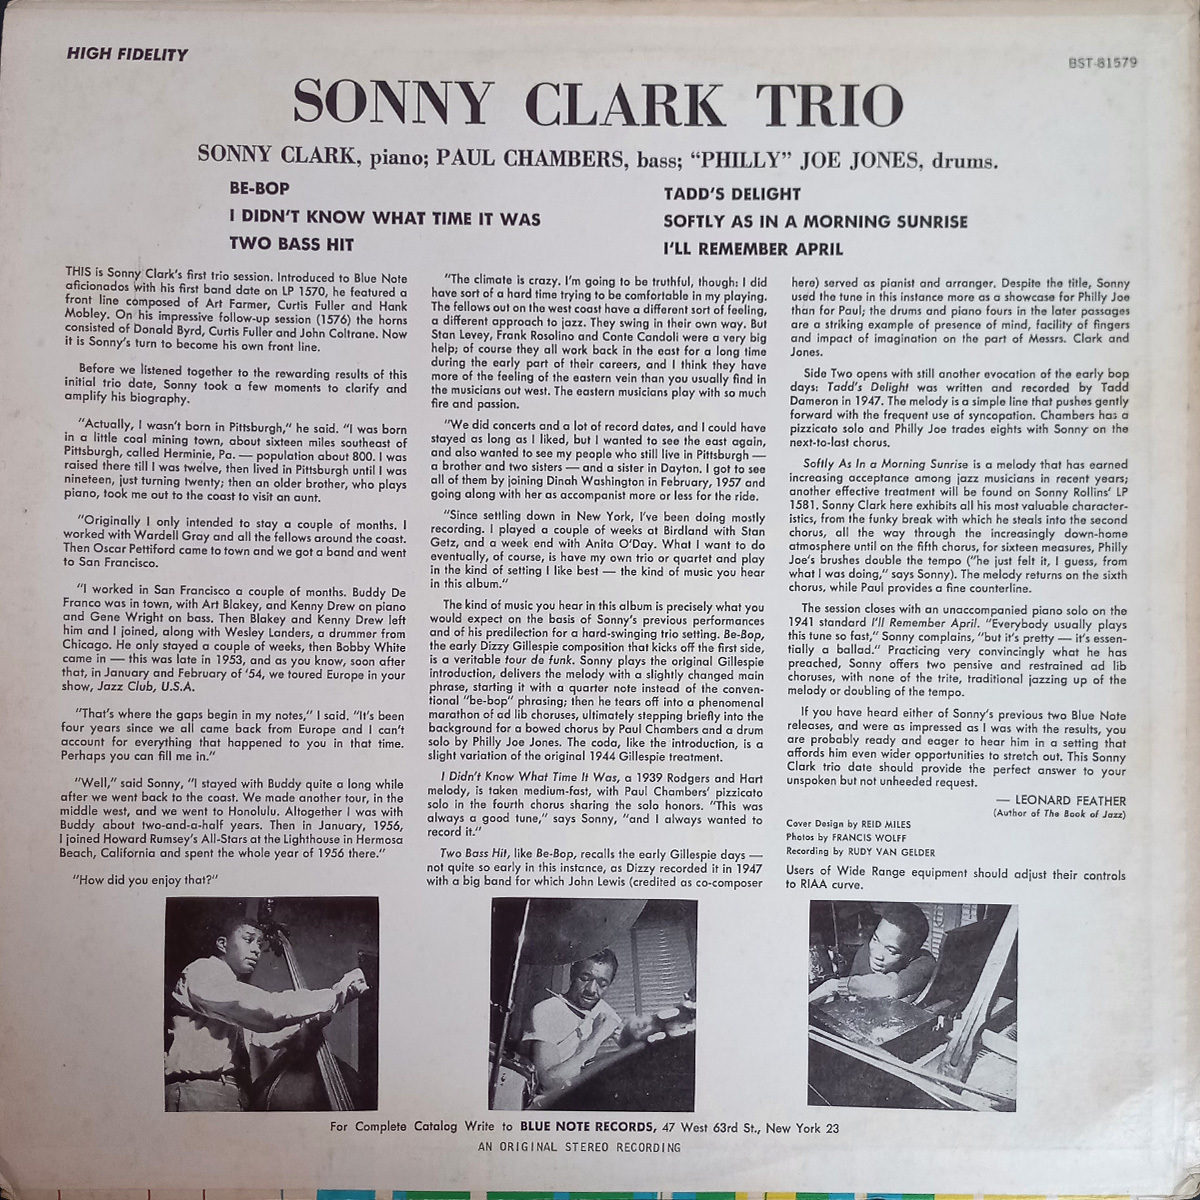 HIGH FIDELITY
BST-81579
SONNY CLARK TRIO
SONNY CLARK, piano; PAUL CHAMBERS, bass; "PHILLY" JOE JONES, drums.
BE-BOP
I DIDN'T KNOW WHAT TIME IT WAS
TWO BASS HIT
TADD'S DELIGHT
SOFTLY AS IN A MORNING SUNRISE
I'LL REMEMBER APRIL
THIS is Sonny Clark's first trio session. Introduced to Blue Note
aficionados with his first band date on LP 1570, he featured a
front line composed of Art Farmer, Curtis Fuller and Hank
Mobley. On his impressive follow-up session (1576) the horns
consisted of Donald Byrd, Curtis Fuller and John Coltrane. Now
it is Sonny's turn to become his own front line.
Before we listened together to the rewarding results of this
initial trio date, Sonny took a few moments to clarify and
amplify his biography.
"Actually, I wasn't born in Pittsburgh," he said. "I was born
in a little coal mining town, about sixteen miles southeast of
Pittsburgh, called Herminie, Pa. — population about 800. I was
raised there till I was twelve, then lived in Pittsburgh until I was
nineteen, just turning twenty; then an older brother, who plays
piano, took me out to the coast to visit an aunt.
"Originally I only intended to stay a couple of months. I
worked with Wardell Gray and all the fellows around the coast.
Then Oscar Pettiford came to town and we got a band and went
to San Francisco.
"I worked in San Francisco a couple of months. Buddy De
Franco was in town, with Art Blakey, and Kenny Drew on piano
and Gene Wright on bass. Then Blakey and Kenny Drew left
him and I joined, along with Wesley Landers, a drummer from
Chicago. He only stayed a couple of weeks, then Bobby White
came in — this was late in 1953, and as you know, soon after
that, in January and February of '54, we toured Europe in your
show, Jazz Club, U.S.A.
"That's where the gaps begin in my notes," I said. "It's been
four years since we all came back from Europe and I can't
account for everything that happened to you in that time.
Perhaps you can fill me in."
"Well," said Sonny, "I stayed with Buddy quite a long while
after we went back to the coast. We made another tour, in the
middle west, and we went to Honolulu. Altogether I was with
Buddy about two-and-a-half years. Then in January, 1956,
I joined Howard Rumsey's All-Stars at the Lighthouse in Hermosa
Beach, California and spent the whole year of 1956 there."
"How did you enjoy that?"
"The climate is crazy. I'm going to be truthful, though: I did
have sort of a hard time trying to be comfortable in my playing.
The fellows out on the west coast have a different sort of feeling,
a different approach to jazz. They swing in their own way. But
Stan Levey, Frank Rosolino and Conte Candoli were a very big
help; of course they all work back in the east for a long time
during the early part of their careers, and I think they have
more of the feeling of the eastern vein than you usually find in
the musicians out west. The eastern musicians play with so much
fire and passion.
"We did concerts and a lot of record dates, and I could have
stayed as long as I liked, but I wanted to see the east again,
and also wanted to see my people who still live in Pittsburgh —
a brother and two sisters — and a sister in Dayton. I got to see
all of them by joining Dinah Washington in February, 1957 and
going along with her as accompanist more or less for the ride.
"Since settling down in New York, I've been doing mostly
recording. I played a couple of weeks at Birdland with Stan
Getz, and a week end with Anita O'Day. What I want to do
eventually, of course, is have my own trio or quartet and play
in the kind of setting I like best — the kind of music you hear
in this album."
The kind of music you hear in this album is precisely what you
would expect on the basis of Sonny's previous performances
and of his predilection for a hard-swinging trio setting. Be-Bop,
the early Dizzy Gillespie composition that kicks off the first side,
is a veritable tour de funk. Sonny plays the original Gillespie
introduction, delivers the melody with a slightly changed main
phrase, starting it with a quarter note instead of the conven-
tional "be-bop" phrasing; then he tears off into a phenomenal
marathon of ad lib choruses, ultimately stepping briefly into the
background for a bowed chorus by Paul Chambers and a drum
solo by Philly Joe Jones. The coda, like the introduction, is a
slight variation of the original 1944 Gillespie treatment.
I Didn't Know What Time It Was, a 1939 Rodgers and Hart
melody, is taken medium-fast, with Paul Chambers' pizzicato
solo in the fourth chorus sharing the solo honors. "This was
always a good tune," says Sonny, "and I always wanted to
record it."
Two Bass Hit, like Be-Bop, recalls the early Gillespie days —
not quite so early in this instance, as Dizzy recorded it in 1947
with a big band for which John Lewis (credited as co-composer
here) served as pianist and arranger. Despite the title, Sonny
used the tune in this instance more as a showcase for Philly Joe
than for Paul; the drums and piano fours in the later passages
are a striking example of presence of mind, facility of fingers
and impact of imagination on the part of Messrs. Clark and
Jones.
Side Two opens with still another evocation of the early bop
days: Tadd's Delight was written and recorded by Tadd
Dameron in 1947. The melody is a simple line that pushes gently
forward with the frequent use of syncopation. Chambers has a
pizzicato solo and Philly Joe trades eights with Sonny on the
next-to-last chorus.
Softly As In a Morning Sunrise is a melody that has earned
increasing acceptance among jazz musicians in recent years;
another effective treatment will be found on Sonny Rollins' LP
1581. Sonny Clark here exhibits all his most valuable character-
istics, from the funky break with which he steals into the second
chorus, all the way through the increasingly down-home
atmosphere until on the fifth chorus, for sixteen measures, Philly
Joe's brushes double the tempo ("he just felt it, I guess, from
what I was doing," says Sonny). The melody returns on the sixth
chorus, while Paul provides a fine counterline.
The session closes with an unaccompanied piano solo on the
1941 standard I'll Remember April. "Everybody usually plays
this tune so fast," Sonny complains, "but it's pretty — it's essen-
tially a ballad." Practicing very convincingly what he has
preached, Sonny offers two pensive and restrained ad lib
choruses, with none of the trite, traditional jazzing up of the
melody or doubling of the tempo.
If you have heard either of Sonny's previous two Blue Note
releases, and were as impressed as I was with the results, you
are probably ready and eager to hear him in a setting that
affords him even wider opportunities to stretch out. This Sonny
Clark trio date should provide the perfect answer to your
unspoken but not unheeded request.
— LEONARD FEATHER
(Author of The Book of Jazz)
Cover Design by REID MILES
Photos by FRANCIS WOLFF
Recording by RUDY VAN GELDER
Users of Wide Range equipment should adjust their controls
to RIAA curve.
For Complete Catalog Write to BLUE NOTE RECORDS, 47 West 63rd St., New York 23
AN ORIGINAL STEREO RECORDING